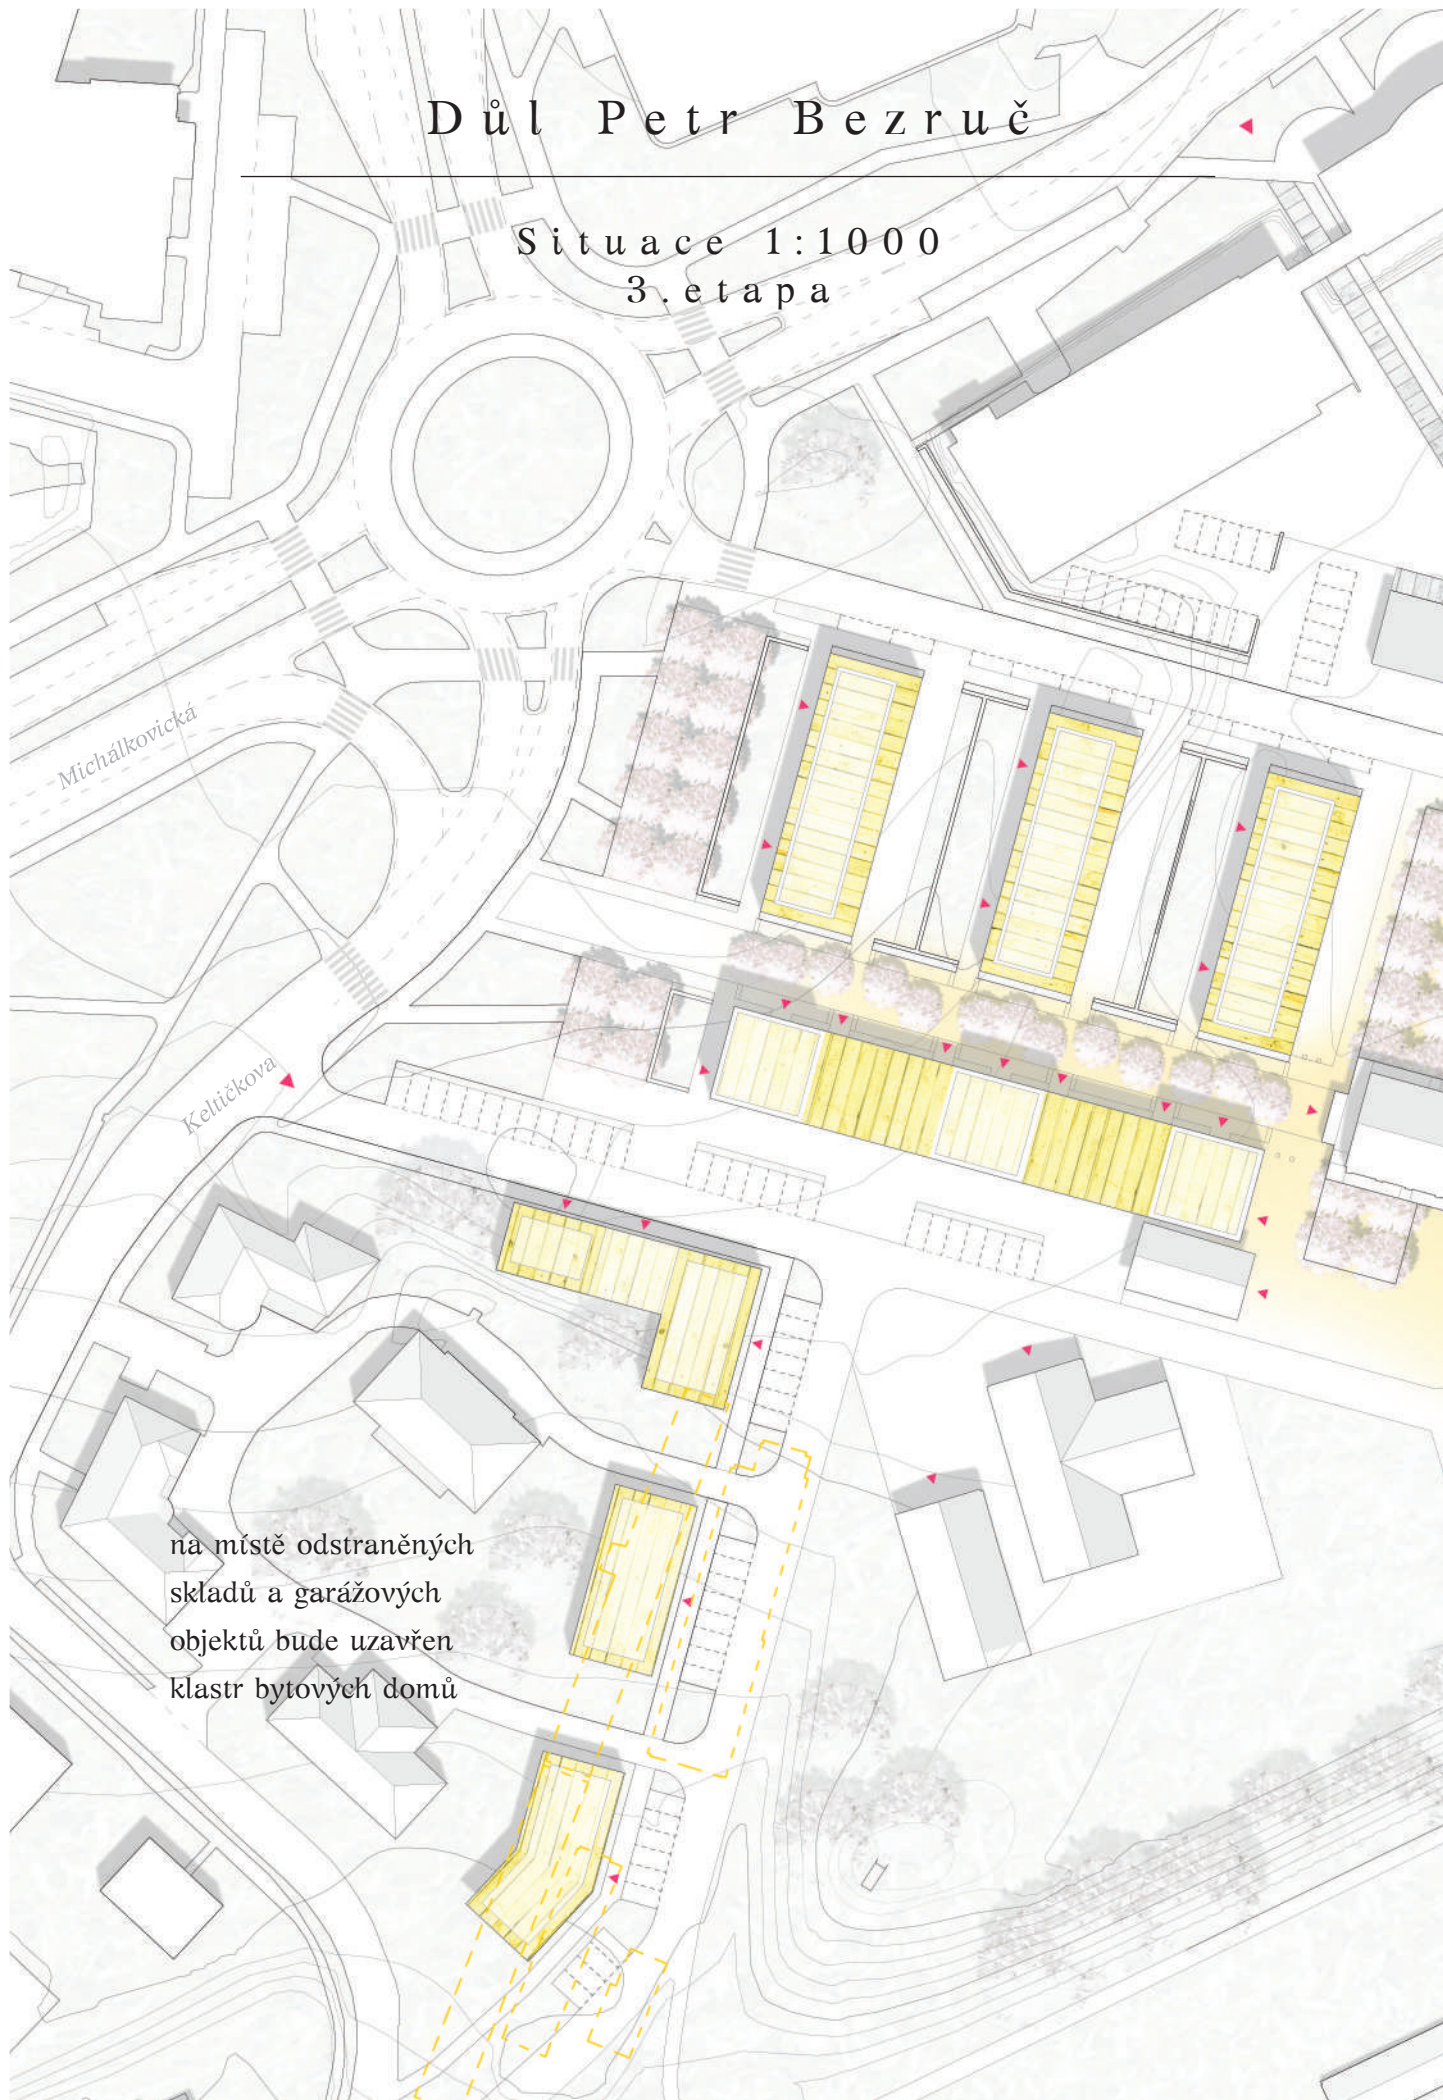 Důl Petr Bezruč
Situace 1:1000
3.etapa
Michálkovická
Keltičkova
na místě odstraněných
skladů a garážových
objektů bude uzavřen
klastr bytových domů